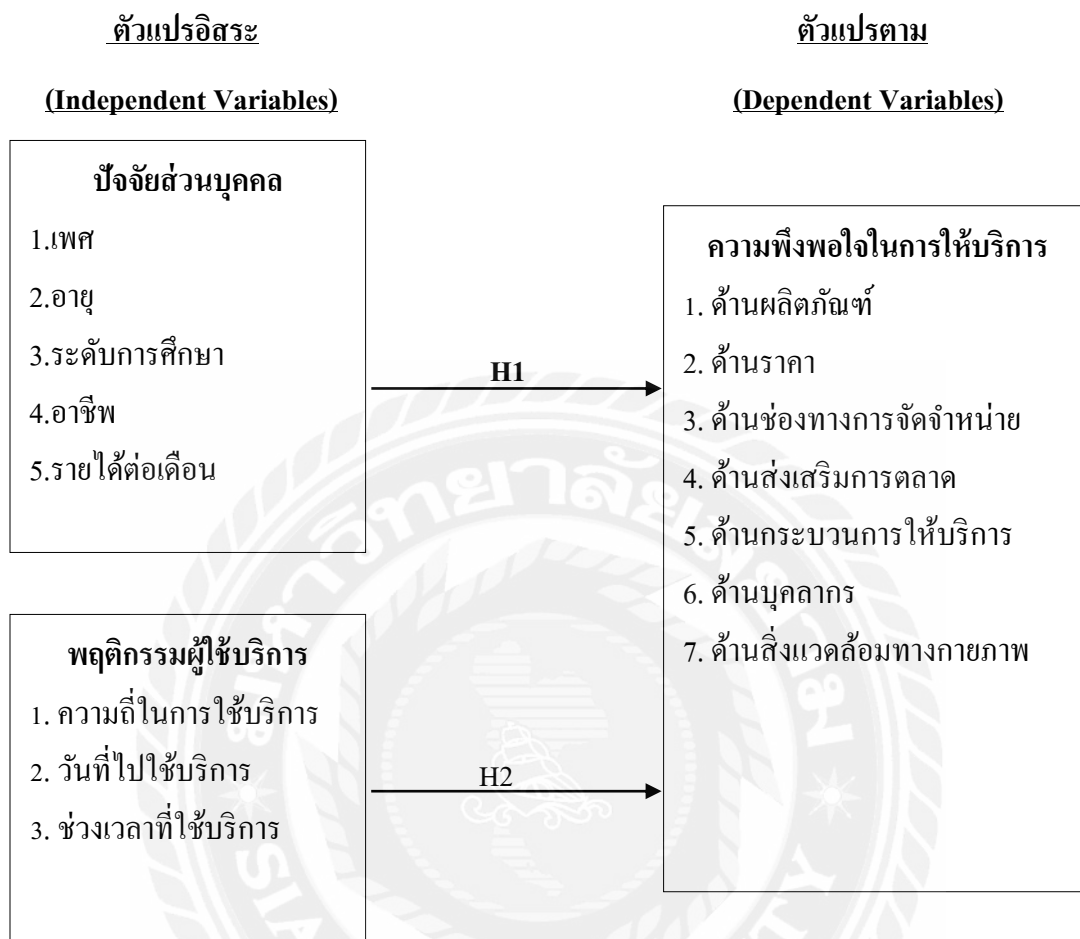 ตัวแปรอิสระ
(Independent Variables)
ปัจจัยส่วนบุคคล
1.เพศ
2.อายุ
3.ระดับการศึกษา
4.อาชีพ
5.รายได้ต่อเดือน
พฤติกรรมผู้ใช้บริการ
1. ความถี่ในการใช้บริการ
2. วันที่ไปใช้บริการ
3. ช่วงเวลาที่ใช้บริการ
H1
H2
ตัวแปรตาม
(Dependent Variables)
ความพึงพอใจในการให้บริการ
1. ด้านผลิตภัณฑ์
2. ด้านราคา
3. ด้านช่องทางการจัดจำหน่าย
4. ด้านส่งเสริมการตลาด
5. ด้านกระบวนการให้บริการ
6. ด้านบุคลากร
7. ด้านสิ่งแวดล้อมทางกายภาพ
มหาวิทยาลัยสยาม